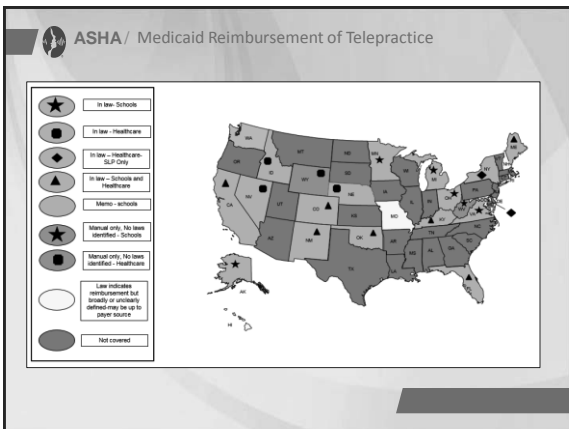 ASHA/ Medicaid Reimbursement of Telepractice
In law- Schools
In law - Healthcare
In law – Healthcare-
SLP Only
In law – Schools and
Healthcare
Memo - schools
Manual only, No laws
identified - Schools
Manual only, No laws
identified - Healthcare
Law indicates
reimbursement but
broadly or unclearly
defined-may be up to
payer source
Not covered
WA
MT
ND
MN
ME
OR
ID
WY
SD
WI
MI
NY
NV
UT
CO
NE
IA
IL
IN
OH
PA
CA
KS
MO
KY
WV
VA
DE
AZ
NM
OK
AR
TN
NC
SC
TX
LA
MS
AL
GA
FL
AK
HI